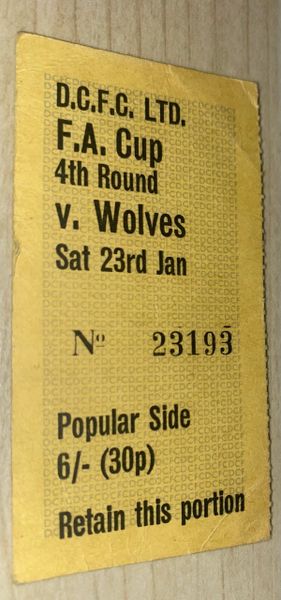 D.C.F.C. LTD.
F.A. Cup
4th Round
v. Wolves
Sat 23rd Jan
Nº 23193
Popular Side
6/- (30p)
Retain this portion